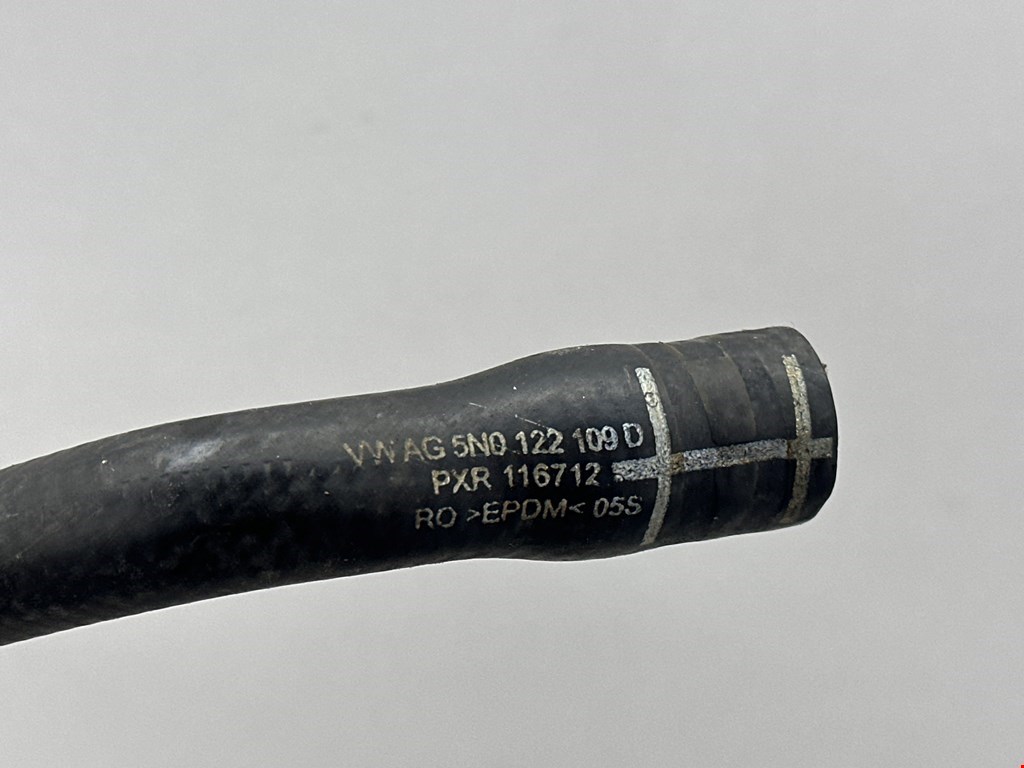 VW AG 5N0 122 109 D
PXR 116712
RO >EPDM< 05S